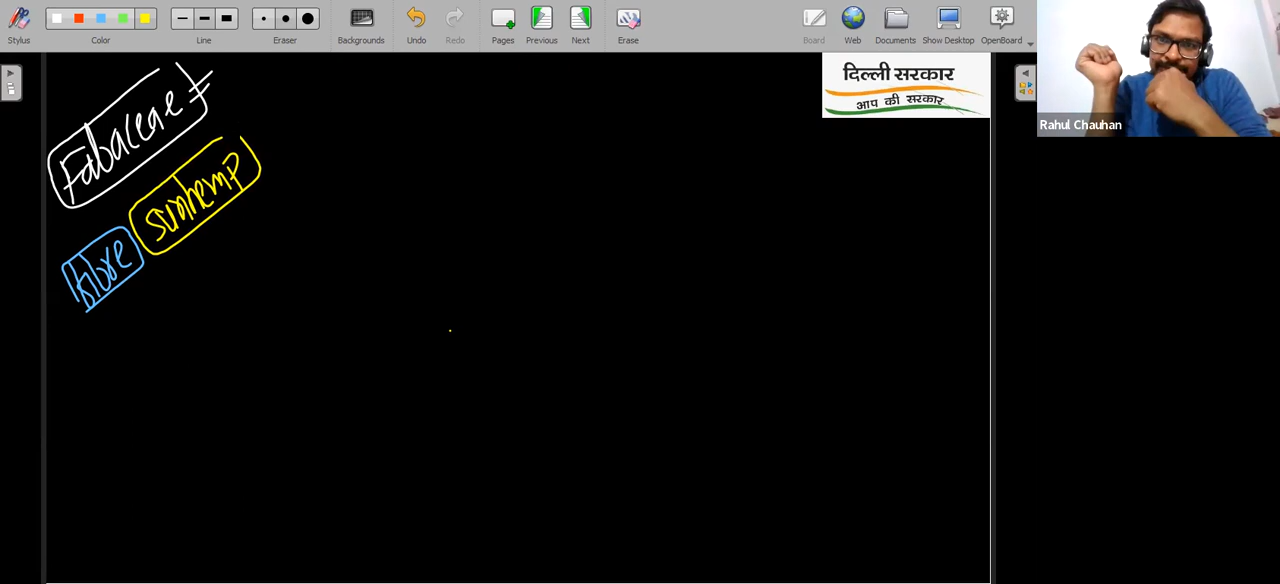 Stylus
Color
Line
Eraser
Backgrounds
Undo
Redo
Pages
Previous
Next
Erase
Board
Web
Documents
Show Desktop
OpenBoard
Rahul Chauhan
दिल्ली सरकार
आप की सरकार
Fabaceae
sunhemp
fibre